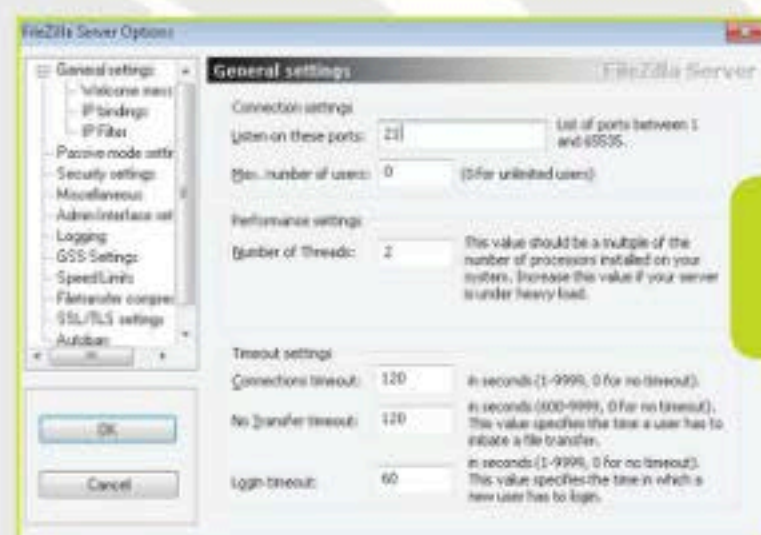 FileZilla Server Options
General settings
Welcome mess
IP bindings
IP Filter
Passive mode settir
Security settings
Miscellaneous
Admin Interface set
Logging
GSS Settings
Speed Limits
Filetransfer compres
SSL/TLS settings
Autoban
OK
Cancel
General settings
FileZilla Server
Connection settings
Listen on these ports: 21 List of ports between 1
and 65535.
Max. number of users: 0 (0 for unlimited users)
Performance settings
Number of Threads: 2 This value should be a multiple of the
number of processors installed on your
system. Increase this value if your server
is under heavy load.
Timeout settings
Connections timeout: 120 in seconds (1-9999, 0 for no timeout).
No Transfer timeout: 120 in seconds (600-9999, 0 for no timeout).
This value specifies the time a user has to
initiate a file transfer.
Login timeout: 60 in seconds (1-9999, 0 for no timeout).
This value specifies the time in which a
new user has to login.